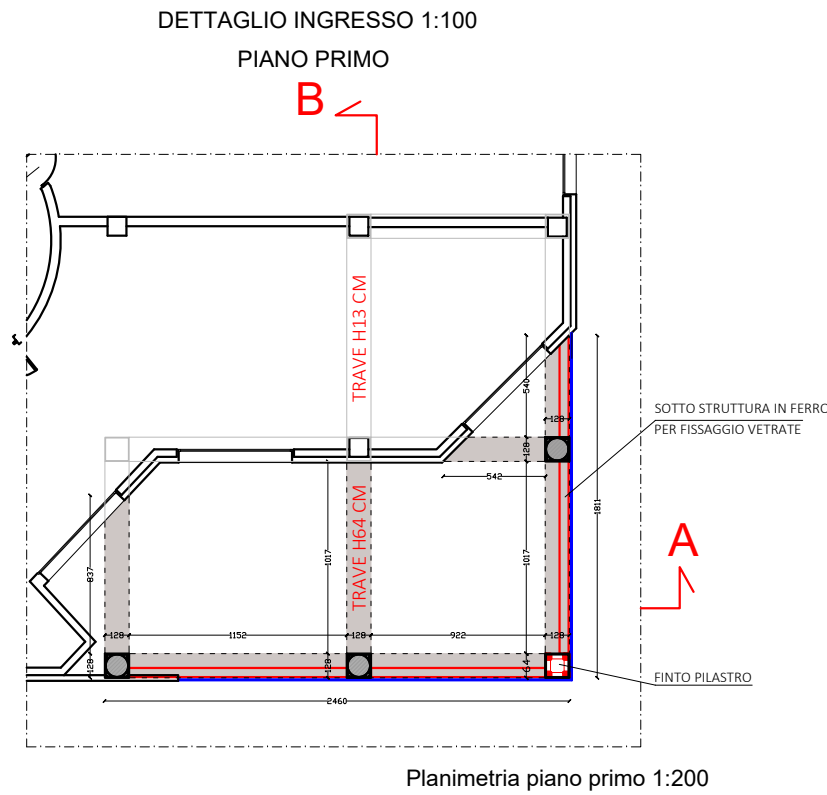 DETTAGLIO INGRESSO 1:100
PIANO PRIMO
B
TRAVE H13 CM
540
128
SOTTO STRUTTURA IN FERRO
PER FISSAGGIO VETRATE
128
542
1811
TRAVE H64 CM
1017
1017
837
A
128
1152
128
922
128
128
128
64
FINTO PILASTRO
2460
Planimetria piano primo 1:200